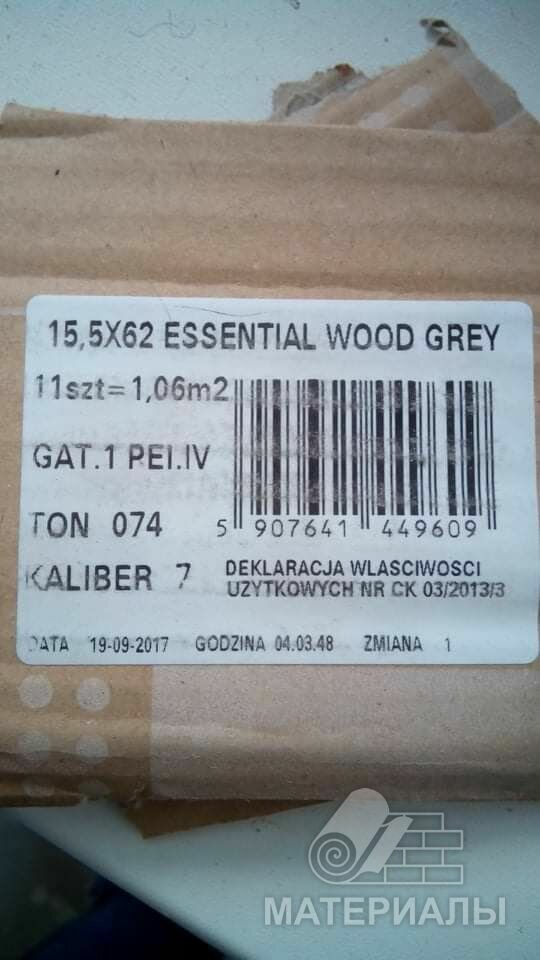 15,5X62 ESSENTIAL WOOD GREY
11szt=1,06m2
GAT.1 PEI.IV
TON 074
5 907641 449609
KALIBER 7
DEKLARACJA WLASCIWOSCI
UZYTKOWYCH NR CK 03/2013/3
DATA 19-09-2017 GODZINA 04.03.48 ZMIANA 1
МАТЕРИАЛЫ